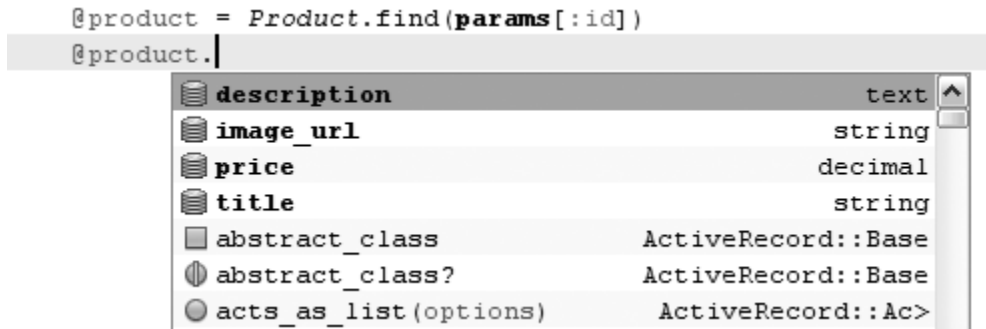 @product = Product.find(params[:id])
@product.
description text
image_url string
price decimal
title string
abstract_class ActiveRecord::Base
abstract_class? ActiveRecord::Base
acts_as_list(options) ActiveRecord::Ac>